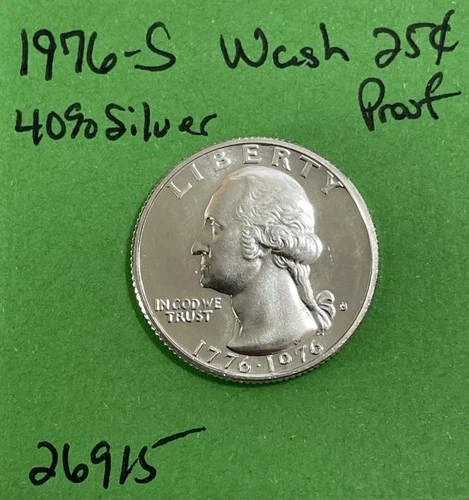 1976-S Wash 25¢
40% Silver Proof
LIBERTY
IN GOD WE
TRUST
S
1776·1976
26915